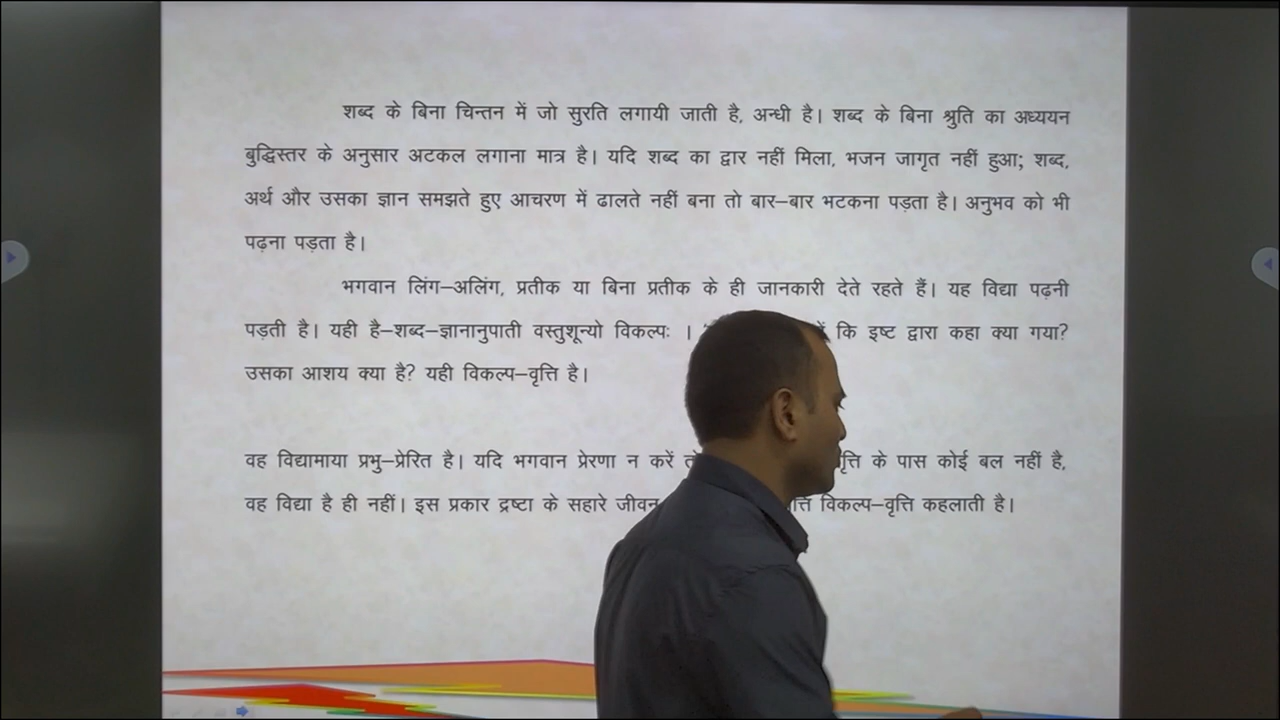 शब्द के बिना चिन्तन में जो सुरति लगायी जाती है, अन्धी है। शब्द के बिना श्रुति का अध्ययन
बुद्धिस्तर के अनुसार अटकल लगाना मात्र है। यदि शब्द का द्वार नहीं मिला, भजन जागृत नहीं हुआ; शब्द,
अर्थ और उसका ज्ञान समझते हुए आचरण में ढालते नहीं बना तो बार–बार भटकना पड़ता है। अनुभव को भी
पढ़ना पड़ता है।
भगवान लिंग–अलिंग, प्रतीक या बिना प्रतीक के ही जानकारी देते रहते हैं। यह विद्या पढ़नी
पड़ती है। यही है–शब्द–ज्ञानानुपाती वस्तुशून्यो विकल्पः । कि इष्ट द्वारा कहा क्या गया?
उसका आशय क्या है? यही विकल्प–वृत्ति है।
वह विद्यामाया प्रभु–प्रेरित है। यदि भगवान प्रेरणा न करें के पास कोई बल नहीं है,
वह विद्या है ही नहीं। इस प्रकार द्रष्टा के सहारे जीवन विकल्प–वृत्ति कहलाती है।